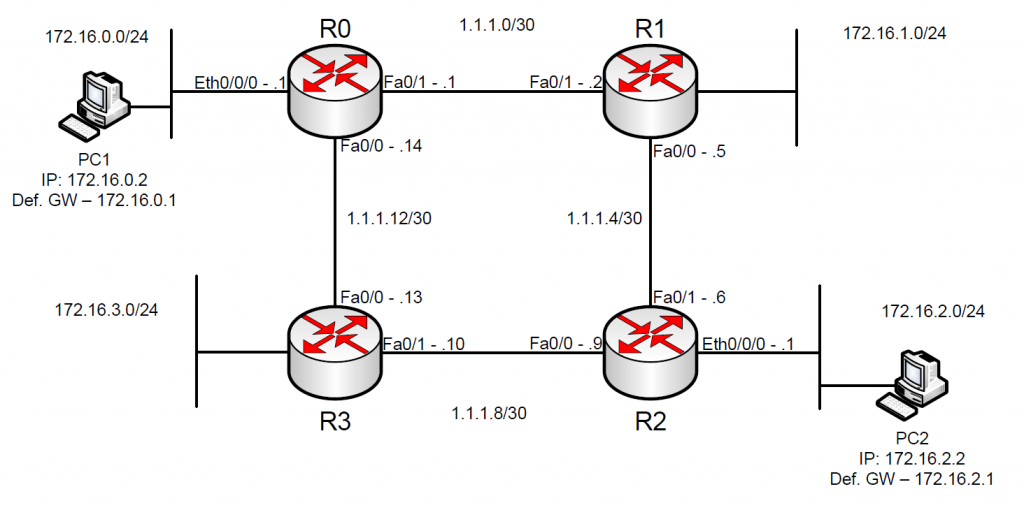 R0
1.1.1.0/30
R1
172.16.0.0/24
172.16.1.0/24
Eth0/0/0 - .1
Fa0/1 - .1
Fa0/1 - .2
Fa0/0 - .14
Fa0/0 - .5
PC1
IP: 172.16.0.2
Def. GW – 172.16.0.1
1.1.1.12/30
1.1.1.4/30
172.16.3.0/24
Fa0/0 - .13
Fa0/1 - .6
172.16.2.0/24
Fa0/1 - .10
Fa0/0 - .9
Eth0/0/0 - .1
R3
1.1.1.8/30
R2
PC2
IP: 172.16.2.2
Def. GW – 172.16.2.1